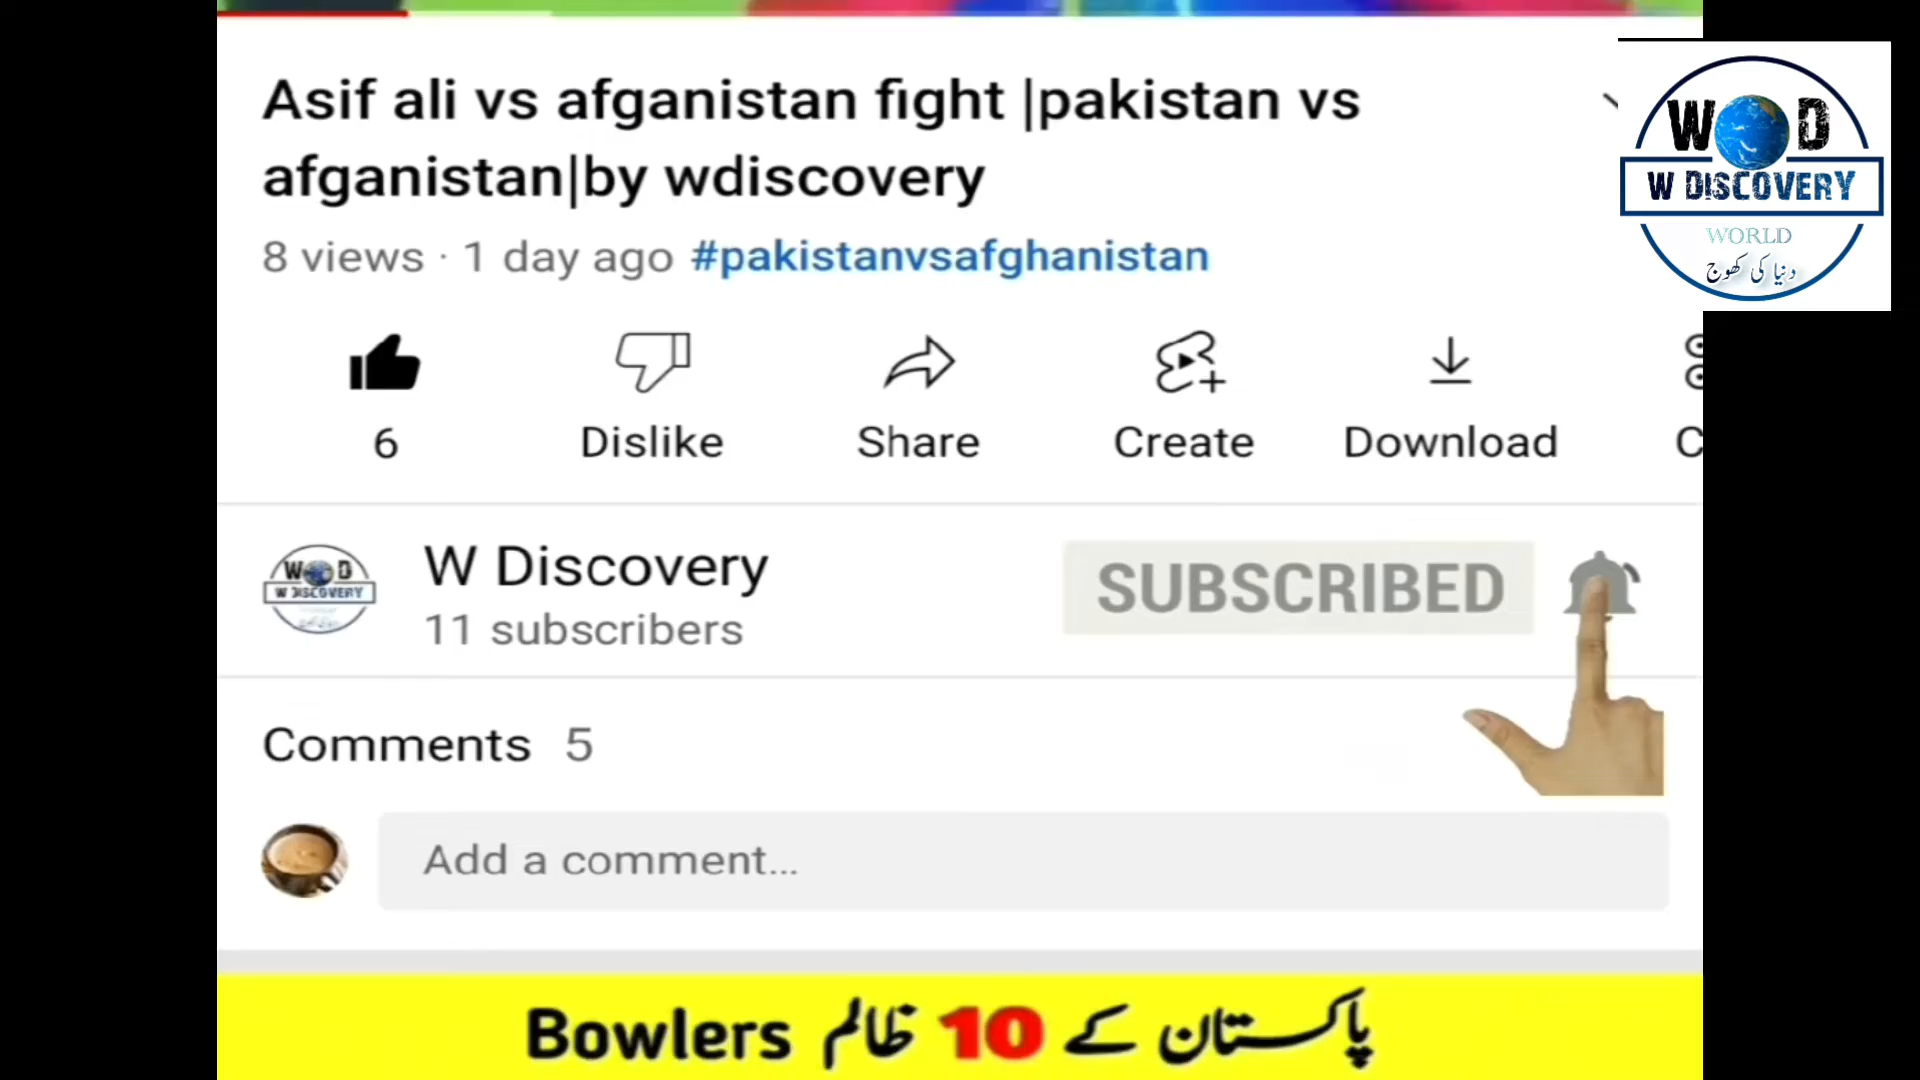 Asif ali vs afganistan fight |pakistan vs
afganistan|by wdiscovery
8 views · 1 day ago #pakistanvsafghanistan
W D
W DISCOVERY
WORLD
دنیا کی کھوج
6
Dislike
Share
Create
Download
C
W D
W DISCOVERY
W Discovery
11 subscribers
SUBSCRIBED
Comments 5
Add a comment...
پاکستان کے 10 ظالم Bowlers